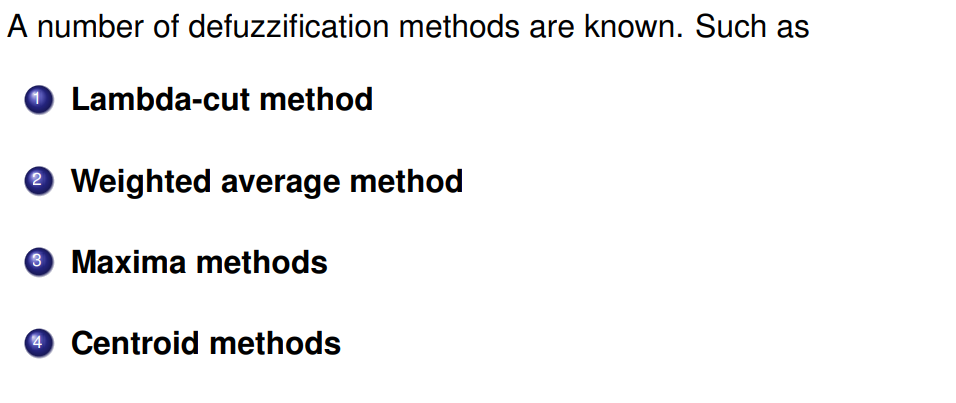 A number of defuzzification methods are known. Such as
1 Lambda-cut method
2 Weighted average method
3 Maxima methods
4 Centroid methods